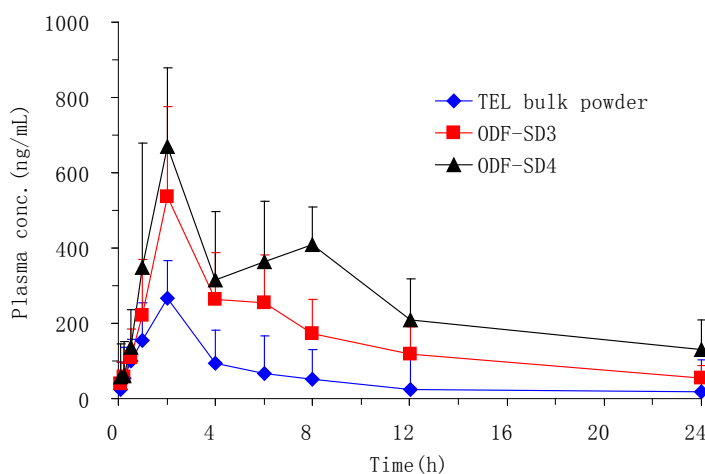 1000
800
600
400
200
0
Plasma conc.(ng/mL)
TEL bulk powder
ODF-SD3
ODF-SD4
0 4 8 12 16 20 24
Time(h)